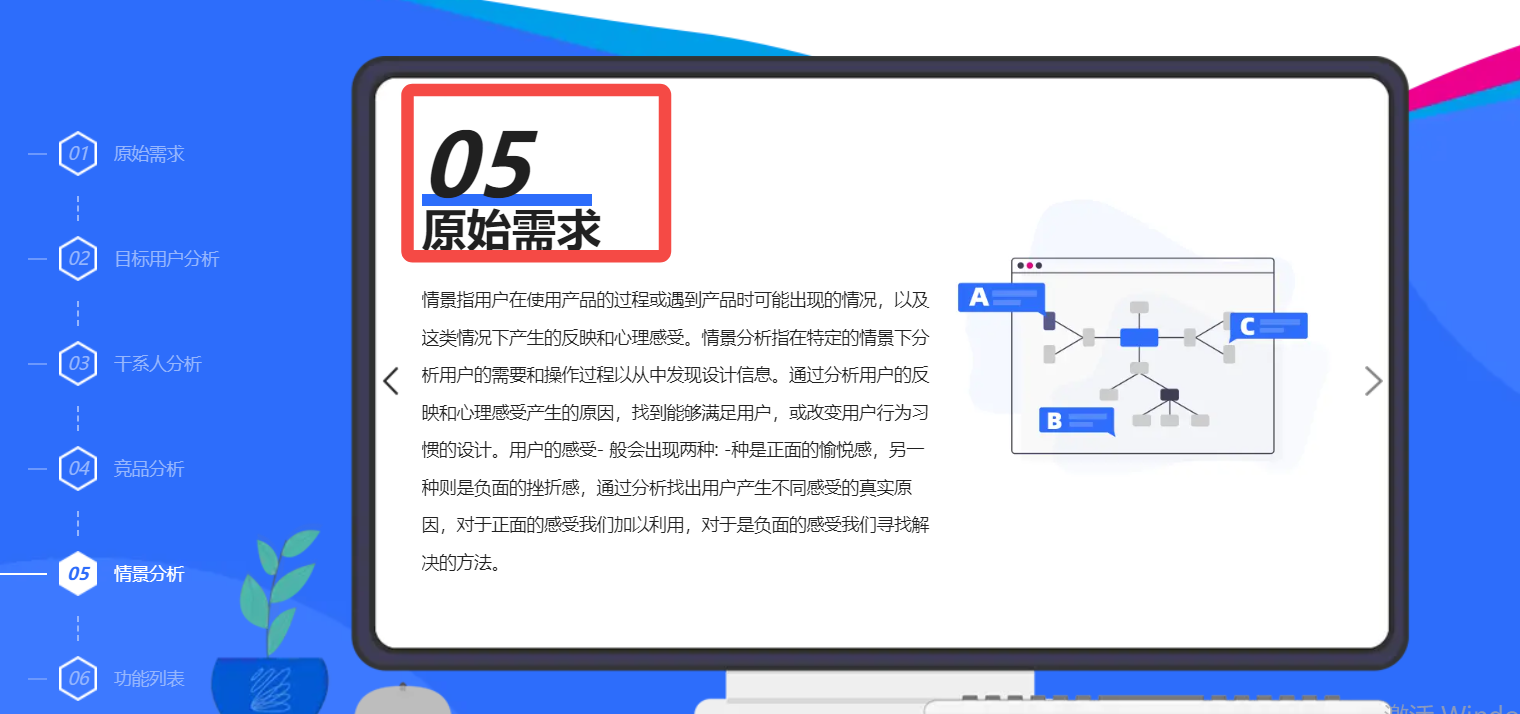 01 原始需求
02 目标用户分析
03 干系人分析
04 竞品分析
05 情景分析
06 功能列表
05
原始需求
情景指用户在使用产品的过程或遇到产品时可能出现的情况，以及
这类情况下产生的反映和心理感受。情景分析指在特定的情景下分
析用户的需要和操作过程以从中发现设计信息。通过分析用户的反
映和心理感受产生的原因，找到能够满足用户，或改变用户行为习
惯的设计。用户的感受- 般会出现两种: -种是正面的愉悦感，另一
种则是负面的挫折感，通过分析找出用户产生不同感受的真实原
因，对于正面的感受我们加以利用，对于是负面的感受我们寻找解
决的方法。
A
C
B